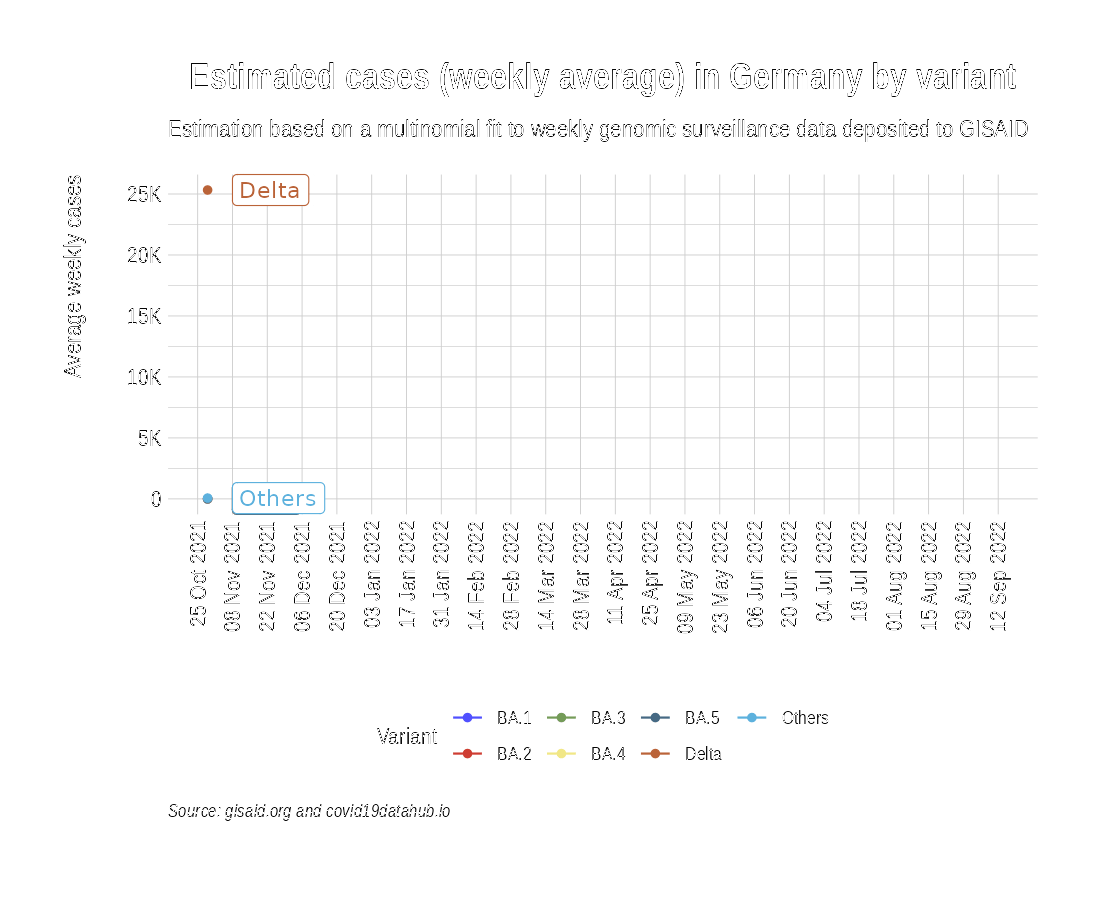 Estimated cases (weekly average) in Germany by variant
Estimation based on a multinomial fit to weekly genomic surveillance data deposited to GISAID
Average weekly cases
25K
20K
15K
10K
5K
0
Delta
Others
25 Oct 2021
08 Nov 2021
22 Nov 2021
06 Dec 2021
20 Dec 2021
03 Jan 2022
17 Jan 2022
31 Jan 2022
14 Feb 2022
28 Feb 2022
14 Mar 2022
28 Mar 2022
11 Apr 2022
25 Apr 2022
09 May 2022
23 May 2022
06 Jun 2022
20 Jun 2022
04 Jul 2022
18 Jul 2022
01 Aug 2022
15 Aug 2022
29 Aug 2022
12 Sep 2022
Variant
BA.1
BA.3
BA.5
Others
BA.2
BA.4
Delta
Source: gisaid.org and covid19datahub.io